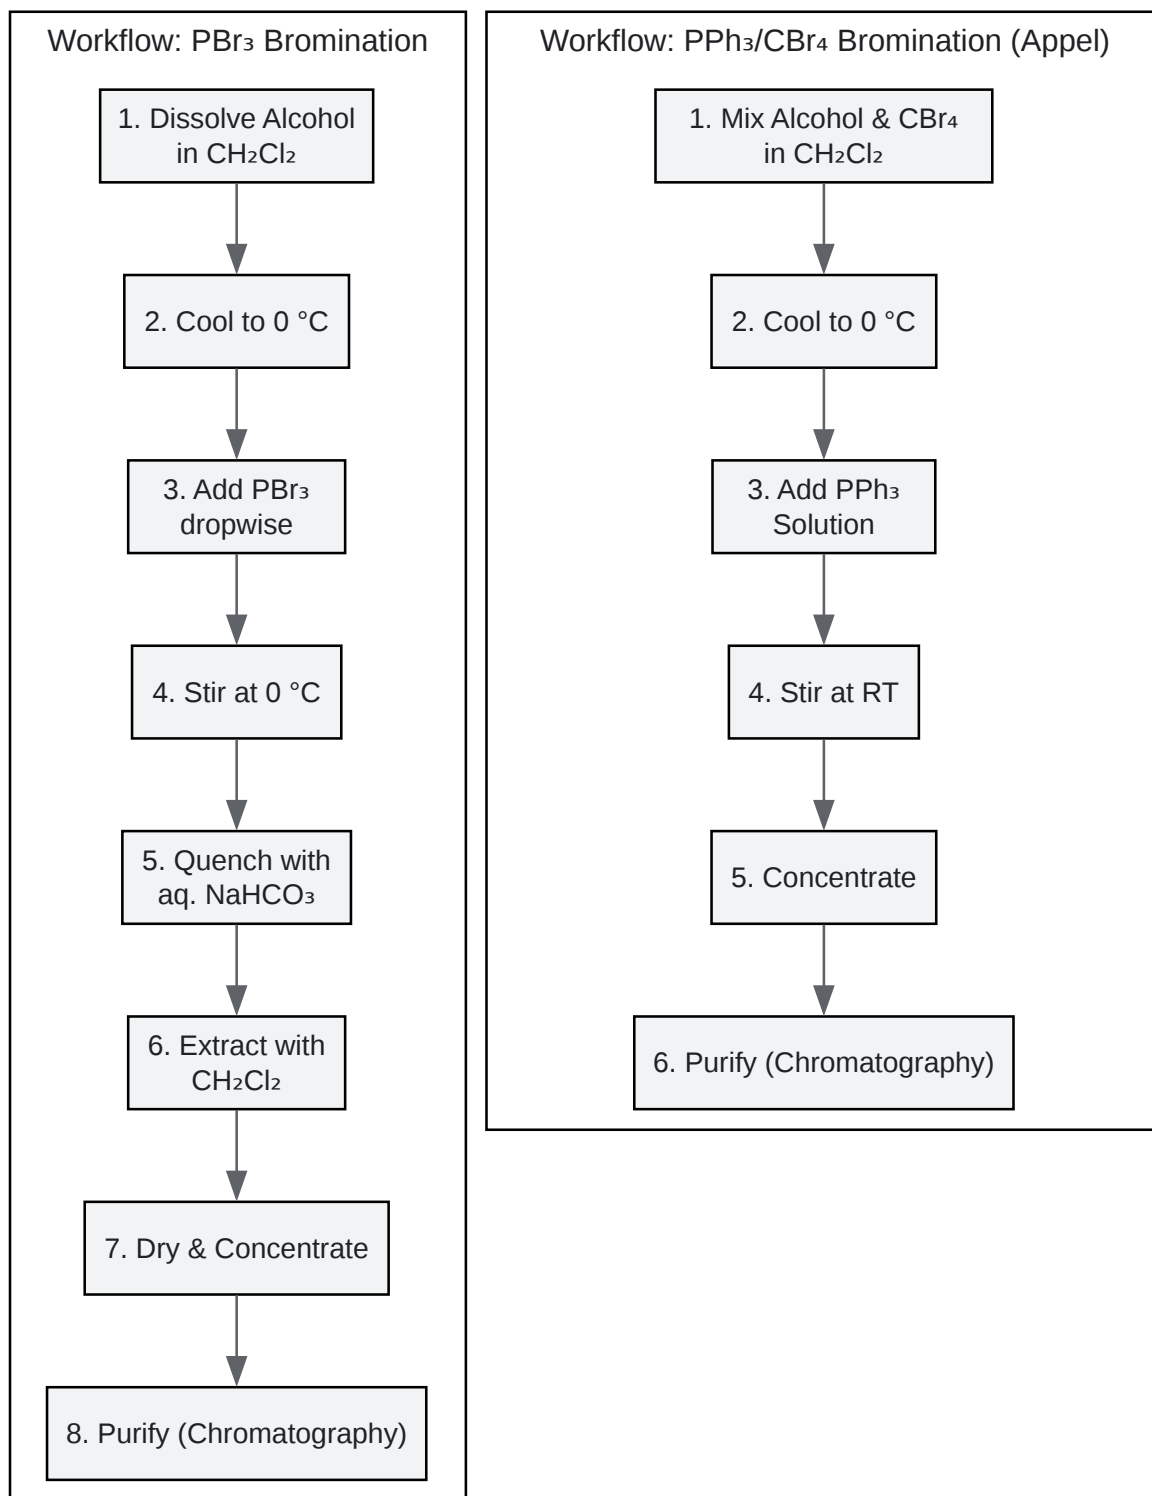 Workflow: PBr₃ Bromination
1. Dissolve Alcohol
in CH₂Cl₂
2. Cool to 0 °C
3. Add PBr₃
dropwise
4. Stir at 0 °C
5. Quench with
aq. NaHCO₃
6. Extract with
CH₂Cl₂
7. Dry & Concentrate
8. Purify (Chromatography)
Workflow: PPh₃/CBr₄ Bromination (Appel)
1. Mix Alcohol & CBr₄
in CH₂Cl₂
2. Cool to 0 °C
3. Add PPh₃
Solution
4. Stir at RT
5. Concentrate
6. Purify (Chromatography)